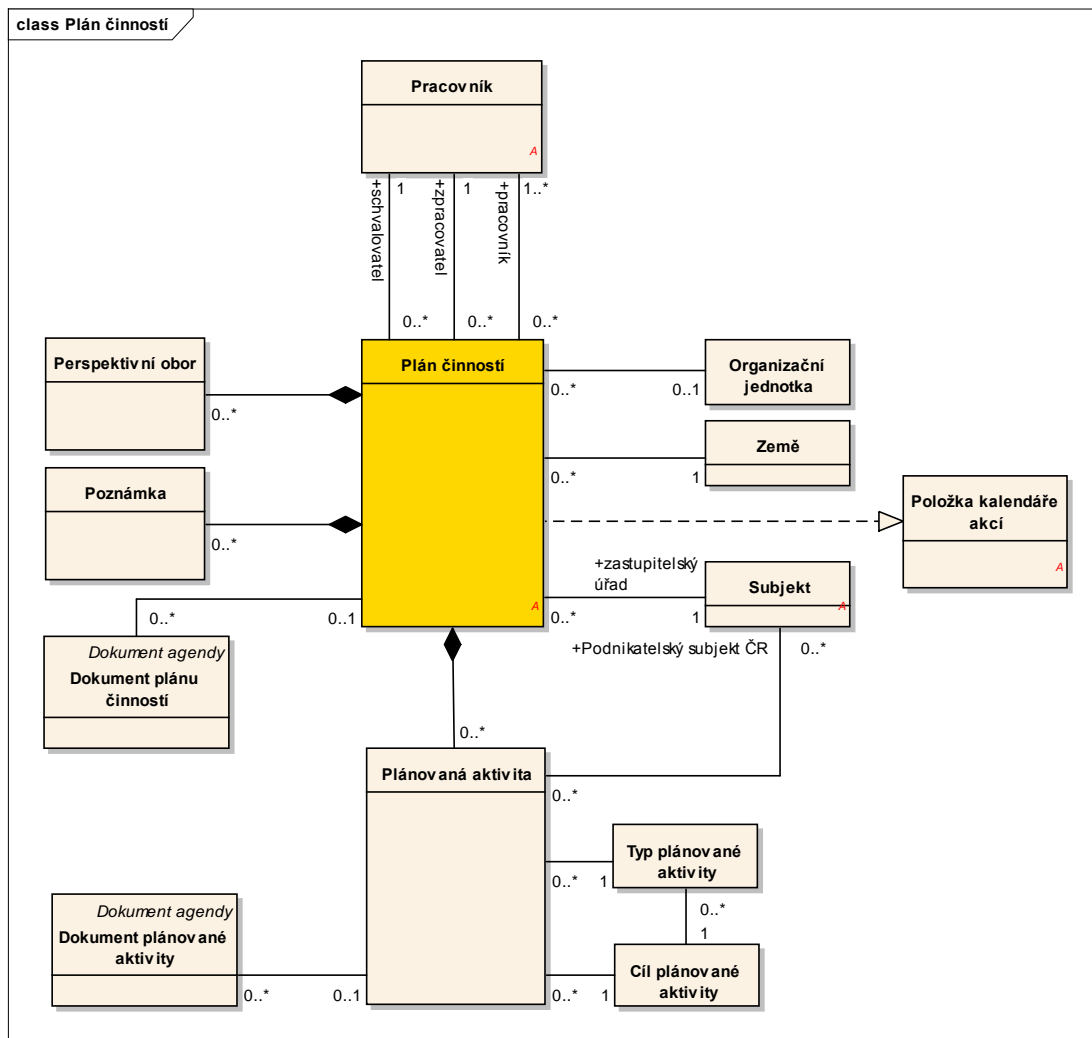 class Plán činností
Pracovník
A
+schvalovatel
1
+zpracovatel
1
+pracovník
1..*
0..*
0..*
0..*
Perspektivní obor
0..*
Plán činností
A
Organizační
jednotka
0..*
0..1
Země
0..*
1
Poznámka
0..*
Položka kalendáře
akcí
A
+zastupitelský
úřad
Subjekt
A
0..*
1
0..*
0..1
+Podnikatelský subjekt ČR
0..*
Dokument agendy
Dokument plánu
činností
0..*
Plánovaná aktivita
0..*
Typ plánované
aktivity
0..*
1
0..*
1
Dokument agendy
Dokument plánované
aktivity
0..*
0..1
Cíl plánované
aktivity
0..*
1